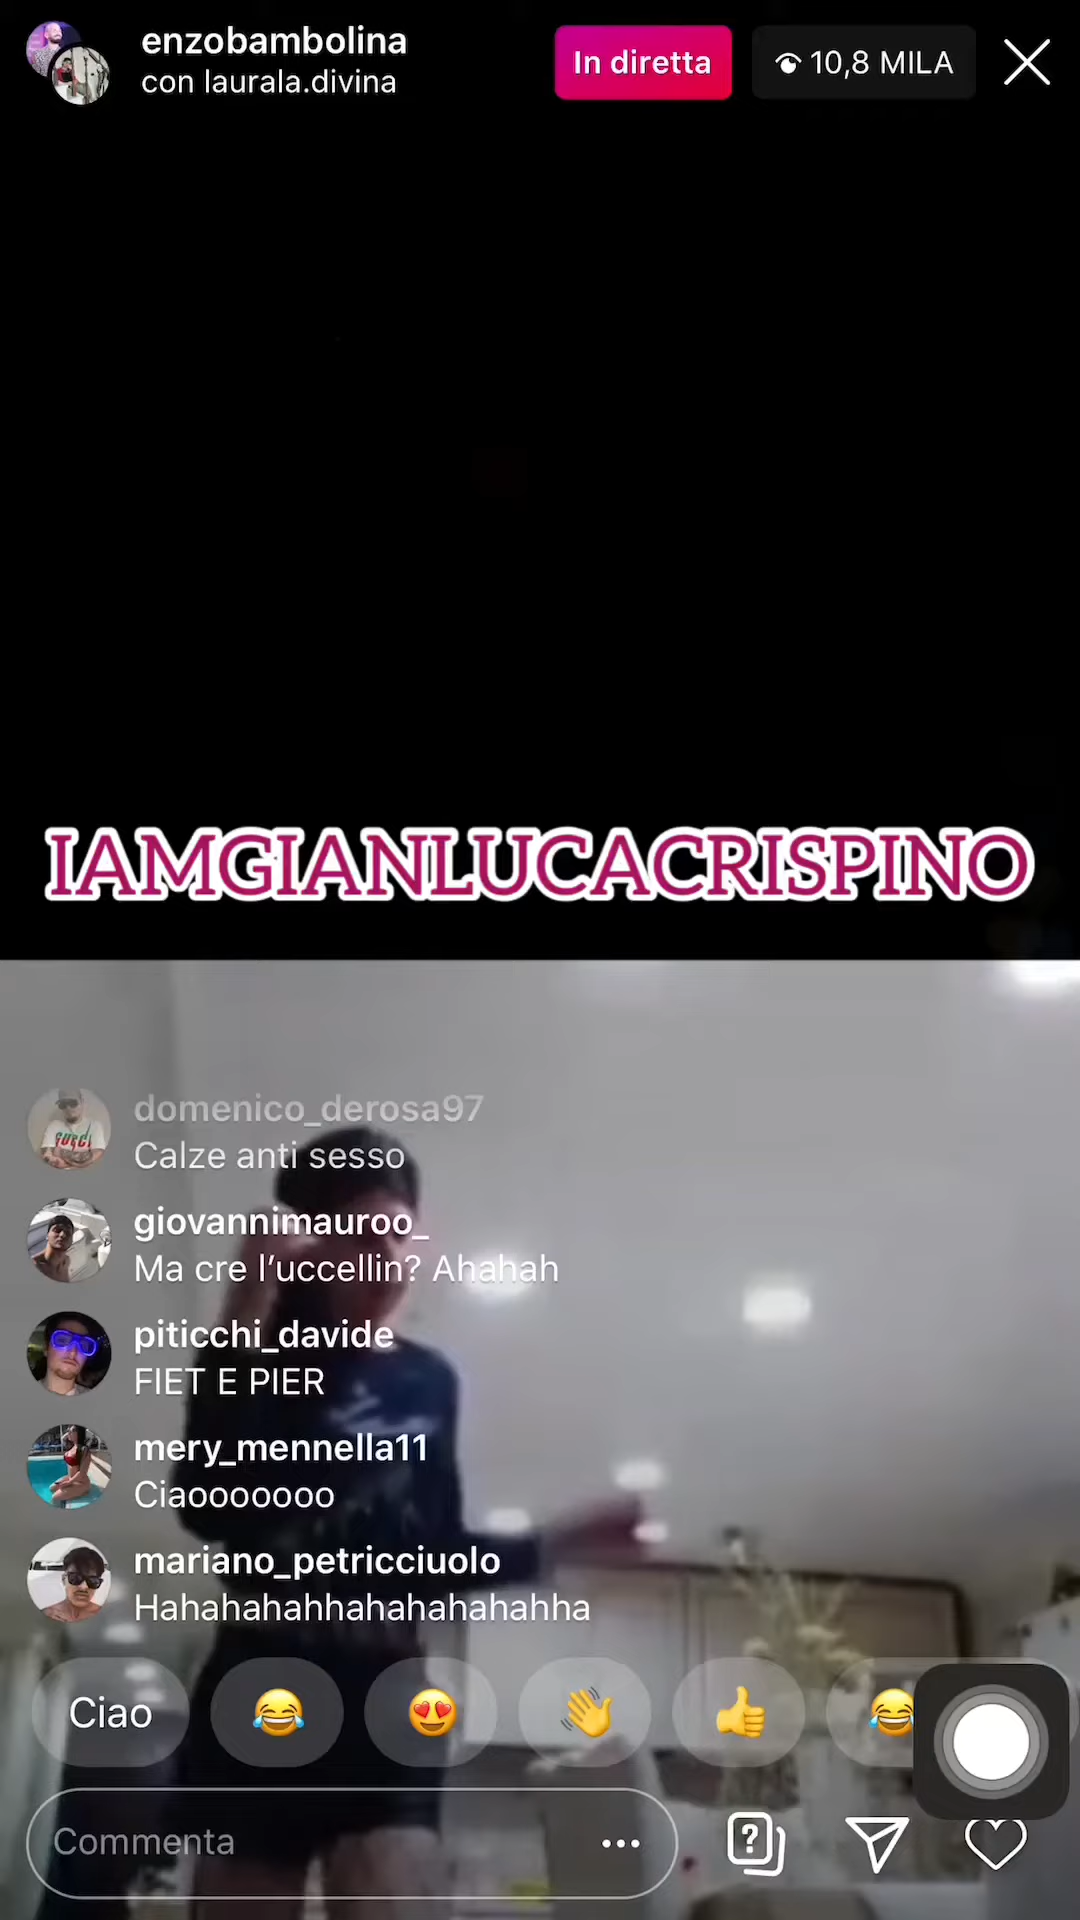 enzobambolina
con laurala.divina
In diretta
10,8 MILA
IAMGIANLUCACRISPINO
domenico_derosa97
Calze anti sesso
giovannimauroo_
Ma cre l’uccellin? Ahahah
piticchi_davide
FIET E PIER
mery_mennella11
Ciaooooooo
mariano_petricciuolo
Hahahahahhahahahahahha
Ciao
Commenta
GUCCI